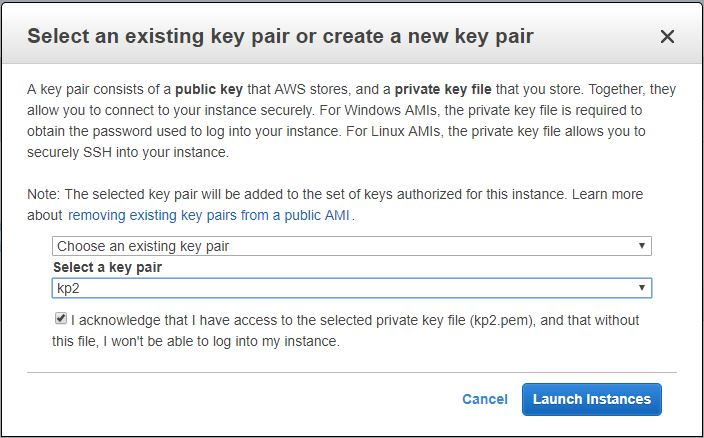 Select an existing key pair or create a new key pair
A key pair consists of a public key that AWS stores, and a private key file that you store. Together, they
allow you to connect to your instance securely. For Windows AMIs, the private key file is required to
obtain the password used to log into your instance. For Linux AMIs, the private key file allows you to
securely SSH into your instance.
Note: The selected key pair will be added to the set of keys authorized for this instance. Learn more
about removing existing key pairs from a public AMI.
Choose an existing key pair
Select a key pair
kp2
I acknowledge that I have access to the selected private key file (kp2.pem), and that without
this file, I won't be able to log into my instance.
Cancel Launch Instances